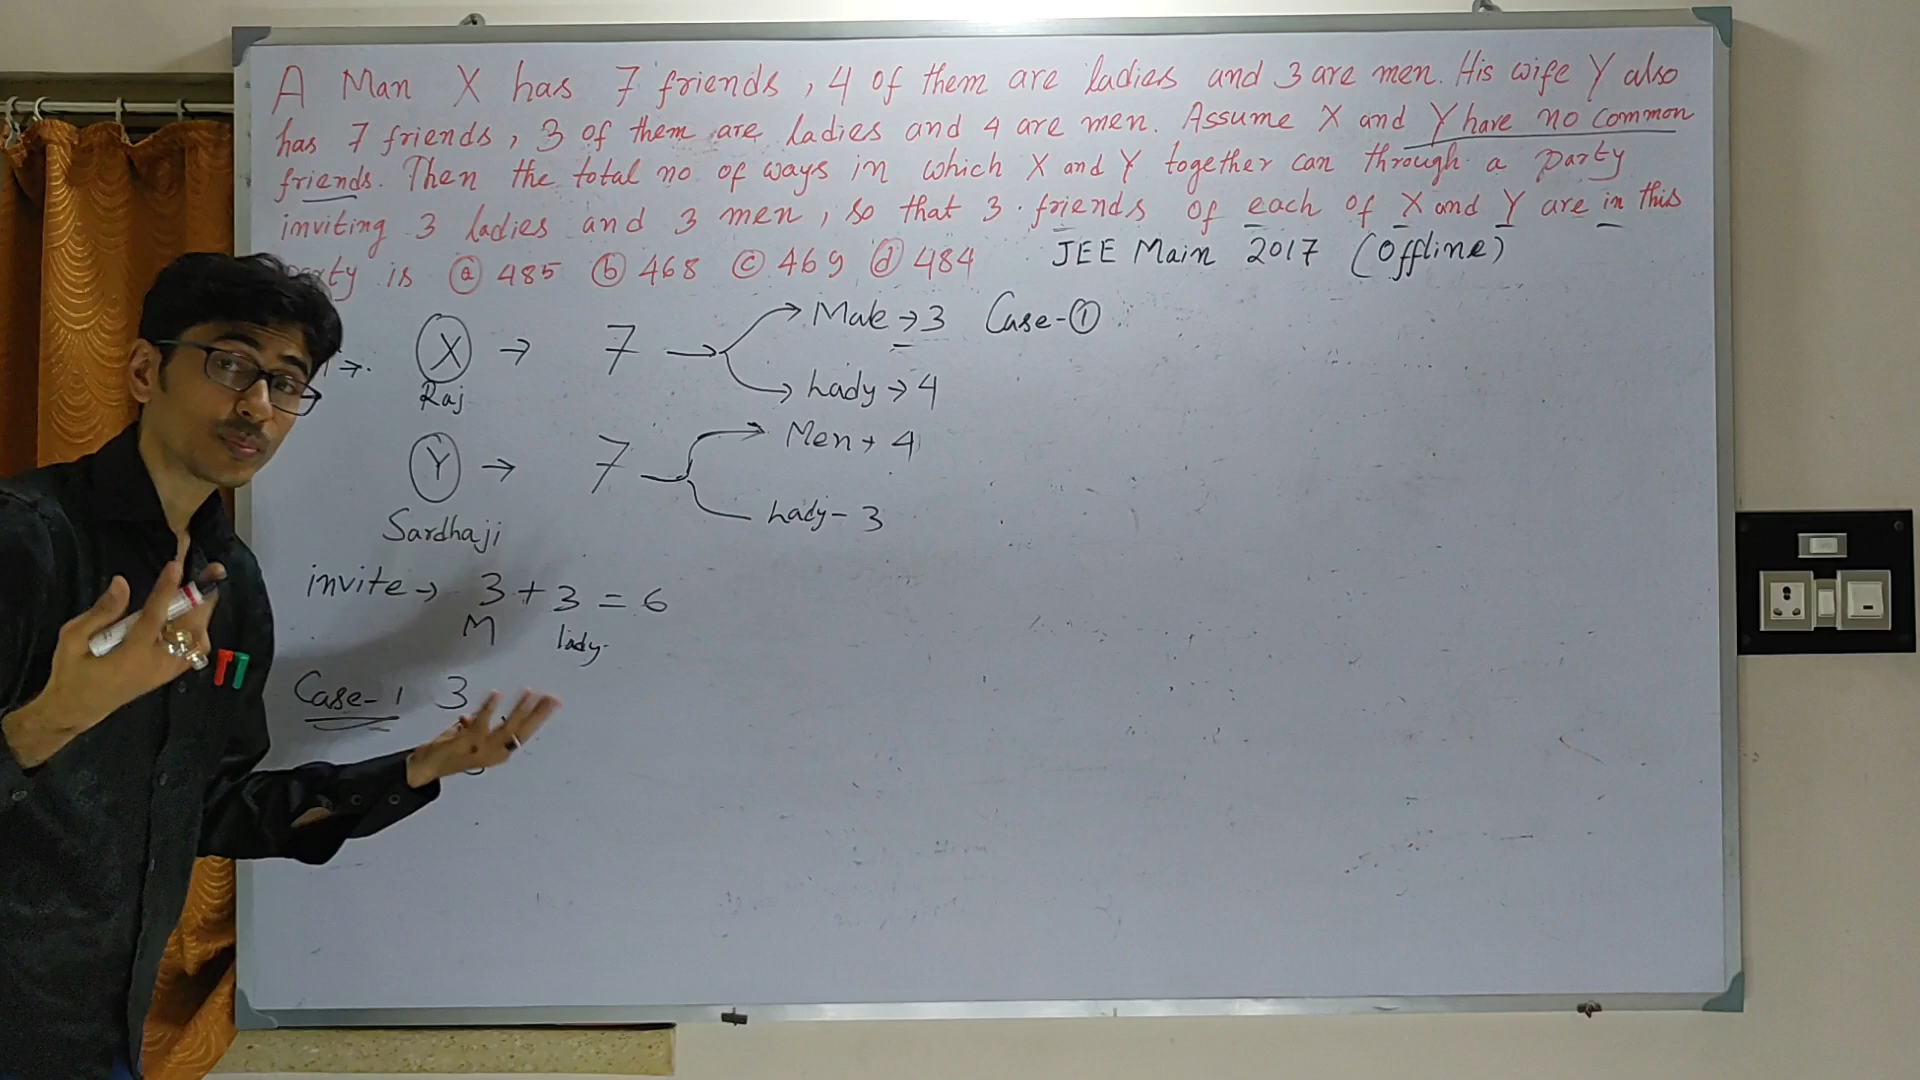 A Man X has 7 friends, 4 of them are ladies and 3 are men. His wife Y also
has 7 friends, 3 of them are ladies and 4 are men. Assume X and Y have no common
friends. Then the total no of ways in which X and Y together can through a party
inviting 3 ladies and 3 men, so that 3 friends of each of X and Y are in this
is (a) 485 (b) 468 (c) 469 (d) 484 JEE Main 2017 (Offline)
X → 7 → Male → 3 Case-①
Raj
Lady → 4
Y → 7 Men → 4
Lady - 3
Sardhaji
invite → 3 + 3 = 6
M lady
Case-1 3